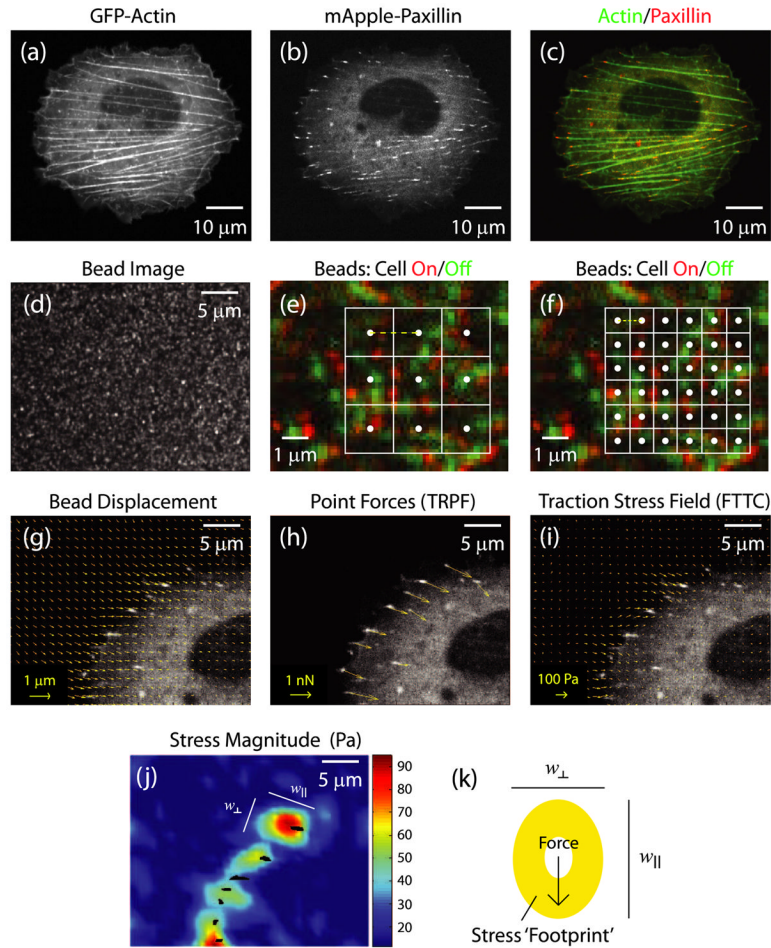 GFP-Actin
mApple-Paxillin
Actin/Paxillin
(a)
(b)
(c)
10 μm
10 μm
10 μm
Bead Image
Beads: Cell On/Off
Beads: Cell On/Off
(d)
(e)
(f)
5 μm
1 μm
1 μm
Bead Displacement
Point Forces (TRPF)
Traction Stress Field (FTTC)
(g)
(h)
(i)
5 μm
5 μm
5 μm
1 μm
1 nN
100 Pa
Stress Magnitude (Pa)
(j)
5 μm
w⊥
w||
90
80
70
60
50
40
30
20
(k)
w⊥
Force
w||
Stress 'Footprint'